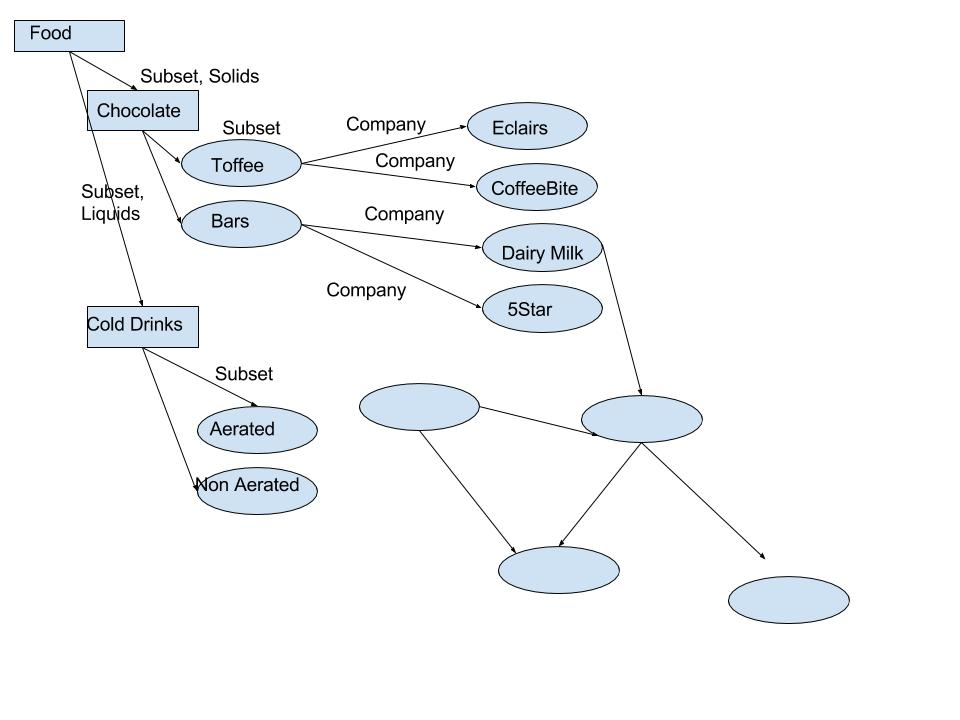 Food
Subset, Solids
Chocolate
Subset
Company
Eclairs
Toffee
Company
CoffeeBite
Subset,
Liquids
Bars
Company
Dairy Milk
Company
5Star
Cold Drinks
Subset
Aerated
Non Aerated